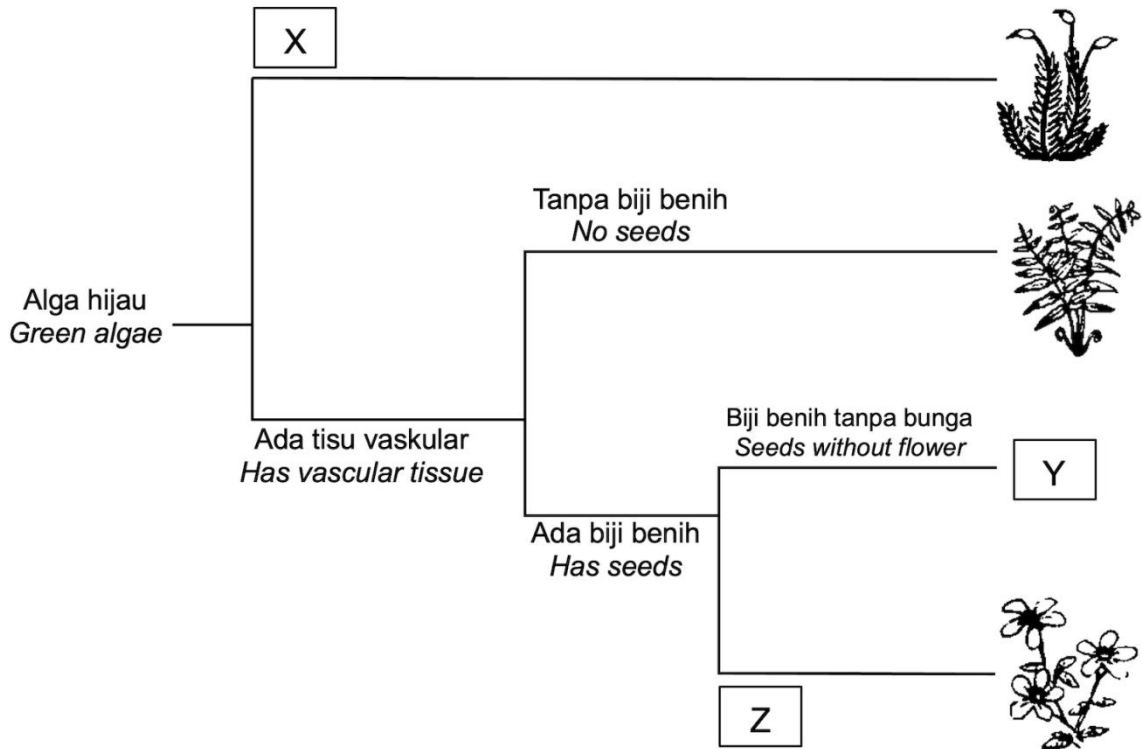 X
Tanpa biji benih
No seeds
Alga hijau
Green algae
Ada tisu vaskular
Has vascular tissue
Biji benih tanpa bunga
Seeds without flower
Y
Ada biji benih
Has seeds
Z